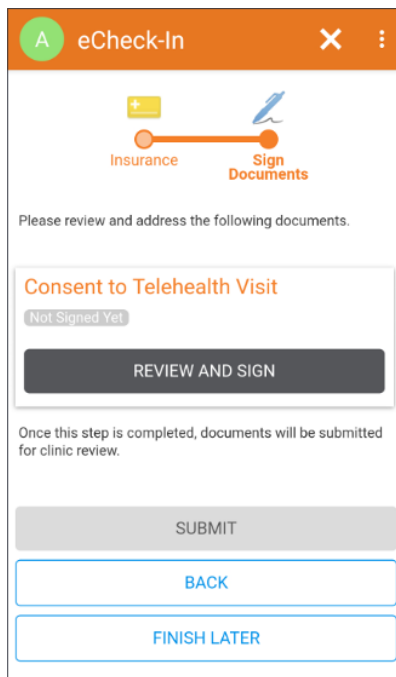 A
eCheck-In
Insurance
Sign
Documents
Please review and address the following documents.
Consent to Telehealth Visit
Not Signed Yet
REVIEW AND SIGN
Once this step is completed, documents will be submitted
for clinic review.
SUBMIT
BACK
FINISH LATER